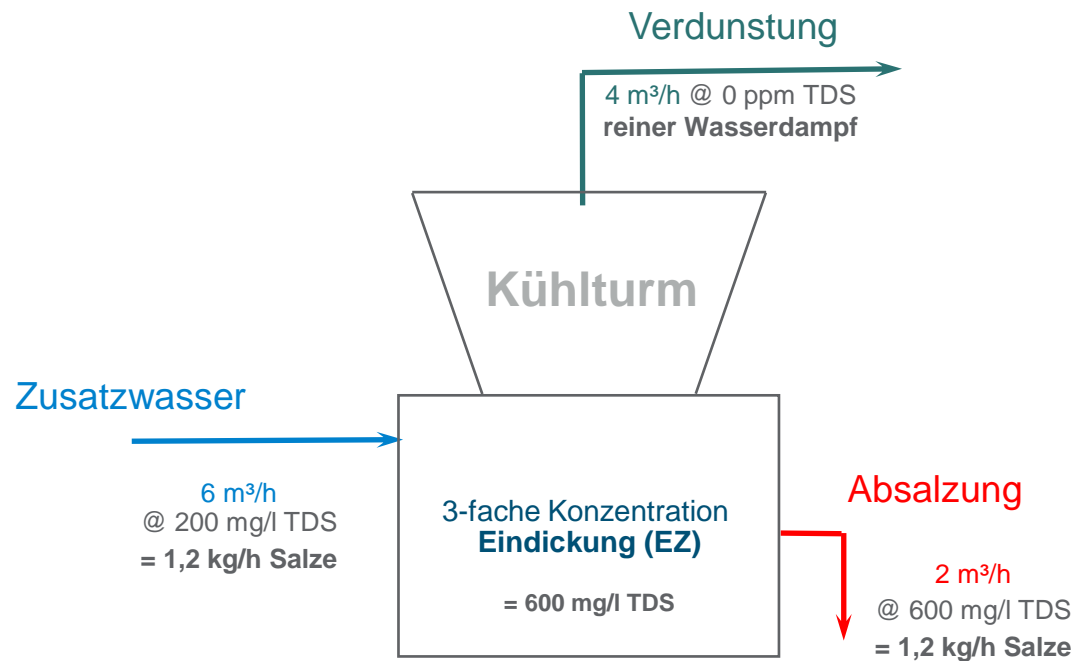 Verdunstung
4 m³/h @ 0 ppm TDS
reiner Wasserdampf
Kühlturm
Zusatzwasser
6 m³/h
@ 200 mg/l TDS
= 1,2 kg/h Salze
3-fache Konzentration
Eindickung (EZ)
= 600 mg/l TDS
Absalzung
2 m³/h
@ 600 mg/l TDS
= 1,2 kg/h Salze